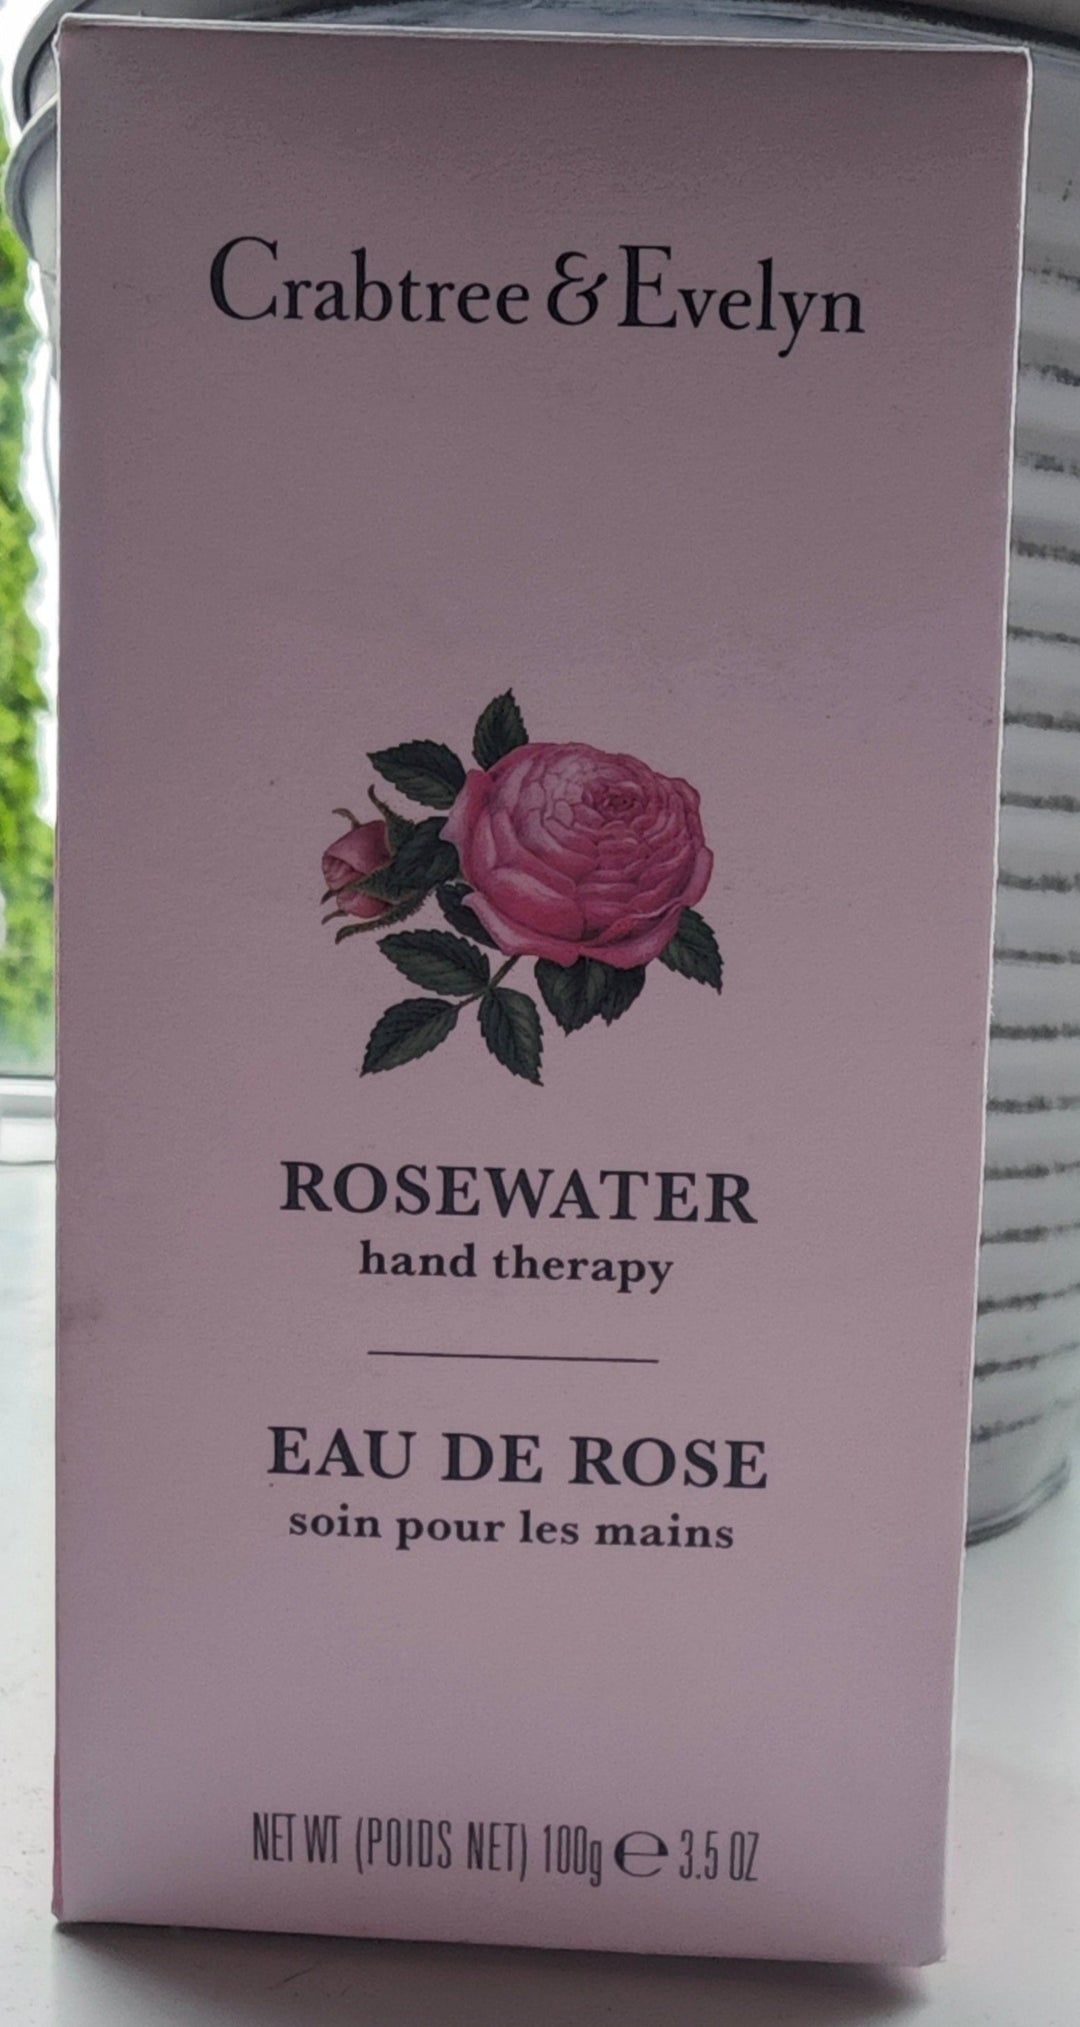 Crabtree & Evelyn
ROSEWATER
hand therapy
EAU DE ROSE
soin pour les mains
NET WT (POIDS NET) 100g ℮ 3.5 OZ